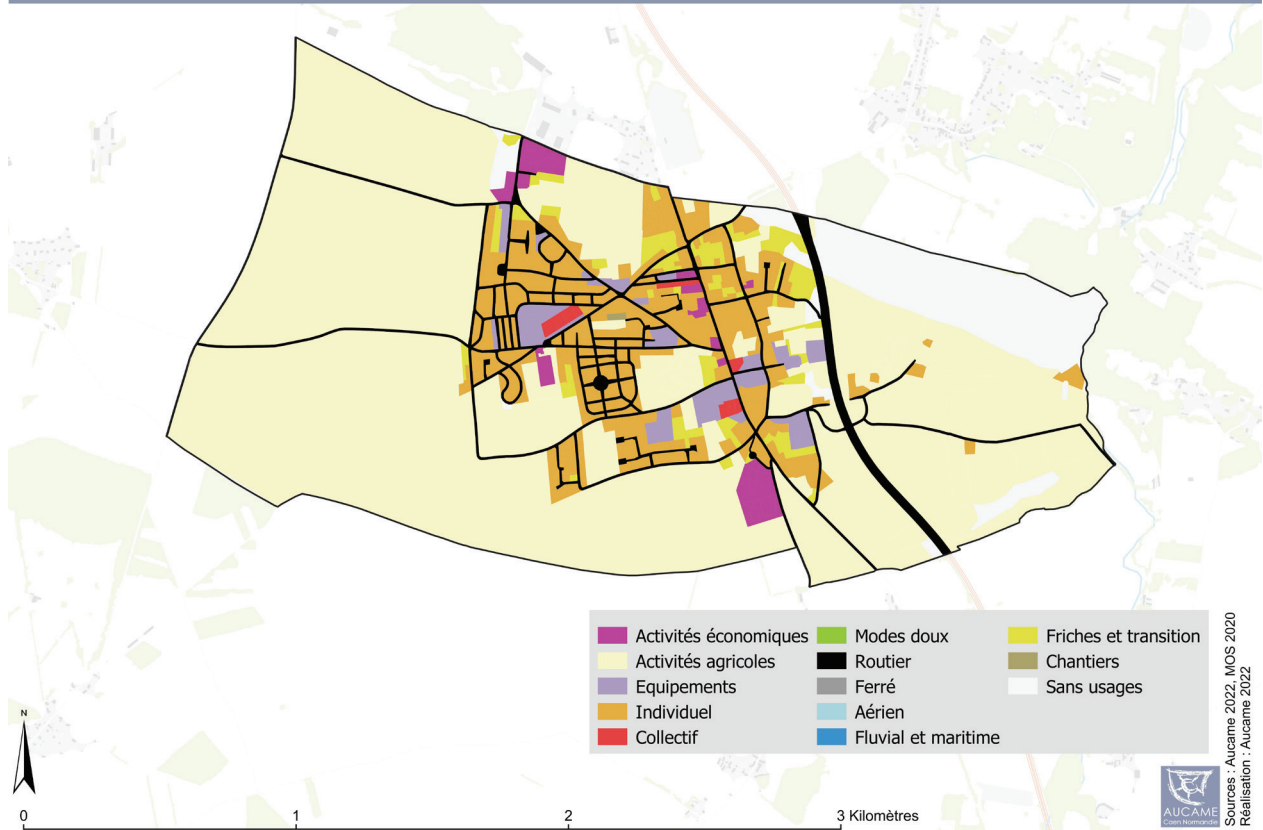 Activités économiques
Activités agricoles
Equipements
Individuel
Collectif
Modes doux
Routier
Ferré
Aérien
Fluvial et maritime
Friches et transition
Chantiers
Sans usages
N
0 1 2 3 Kilomètres
AUCAME
Caen Normandie
Sources : Aucame 2022, MOS 2020
Réalisation : Aucame 2022